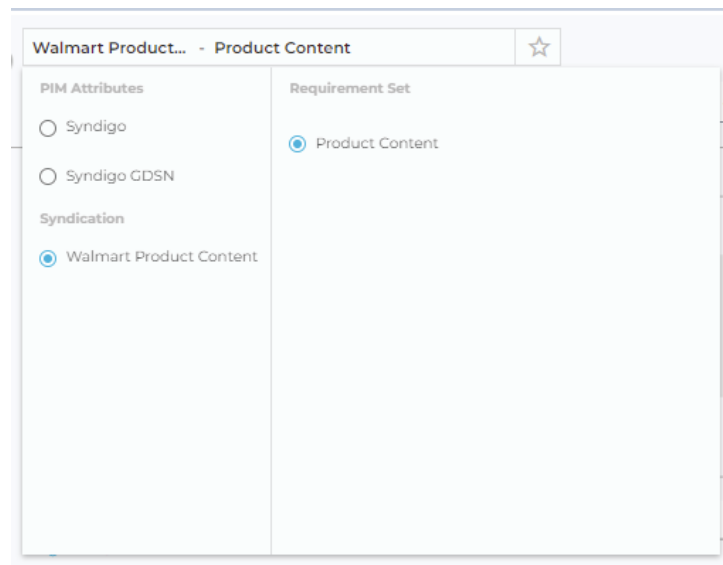 Walmart Product... - Product Content
PIM Attributes
Syndigo
Syndigo GDSN
Syndication
Walmart Product Content
Requirement Set
Product Content